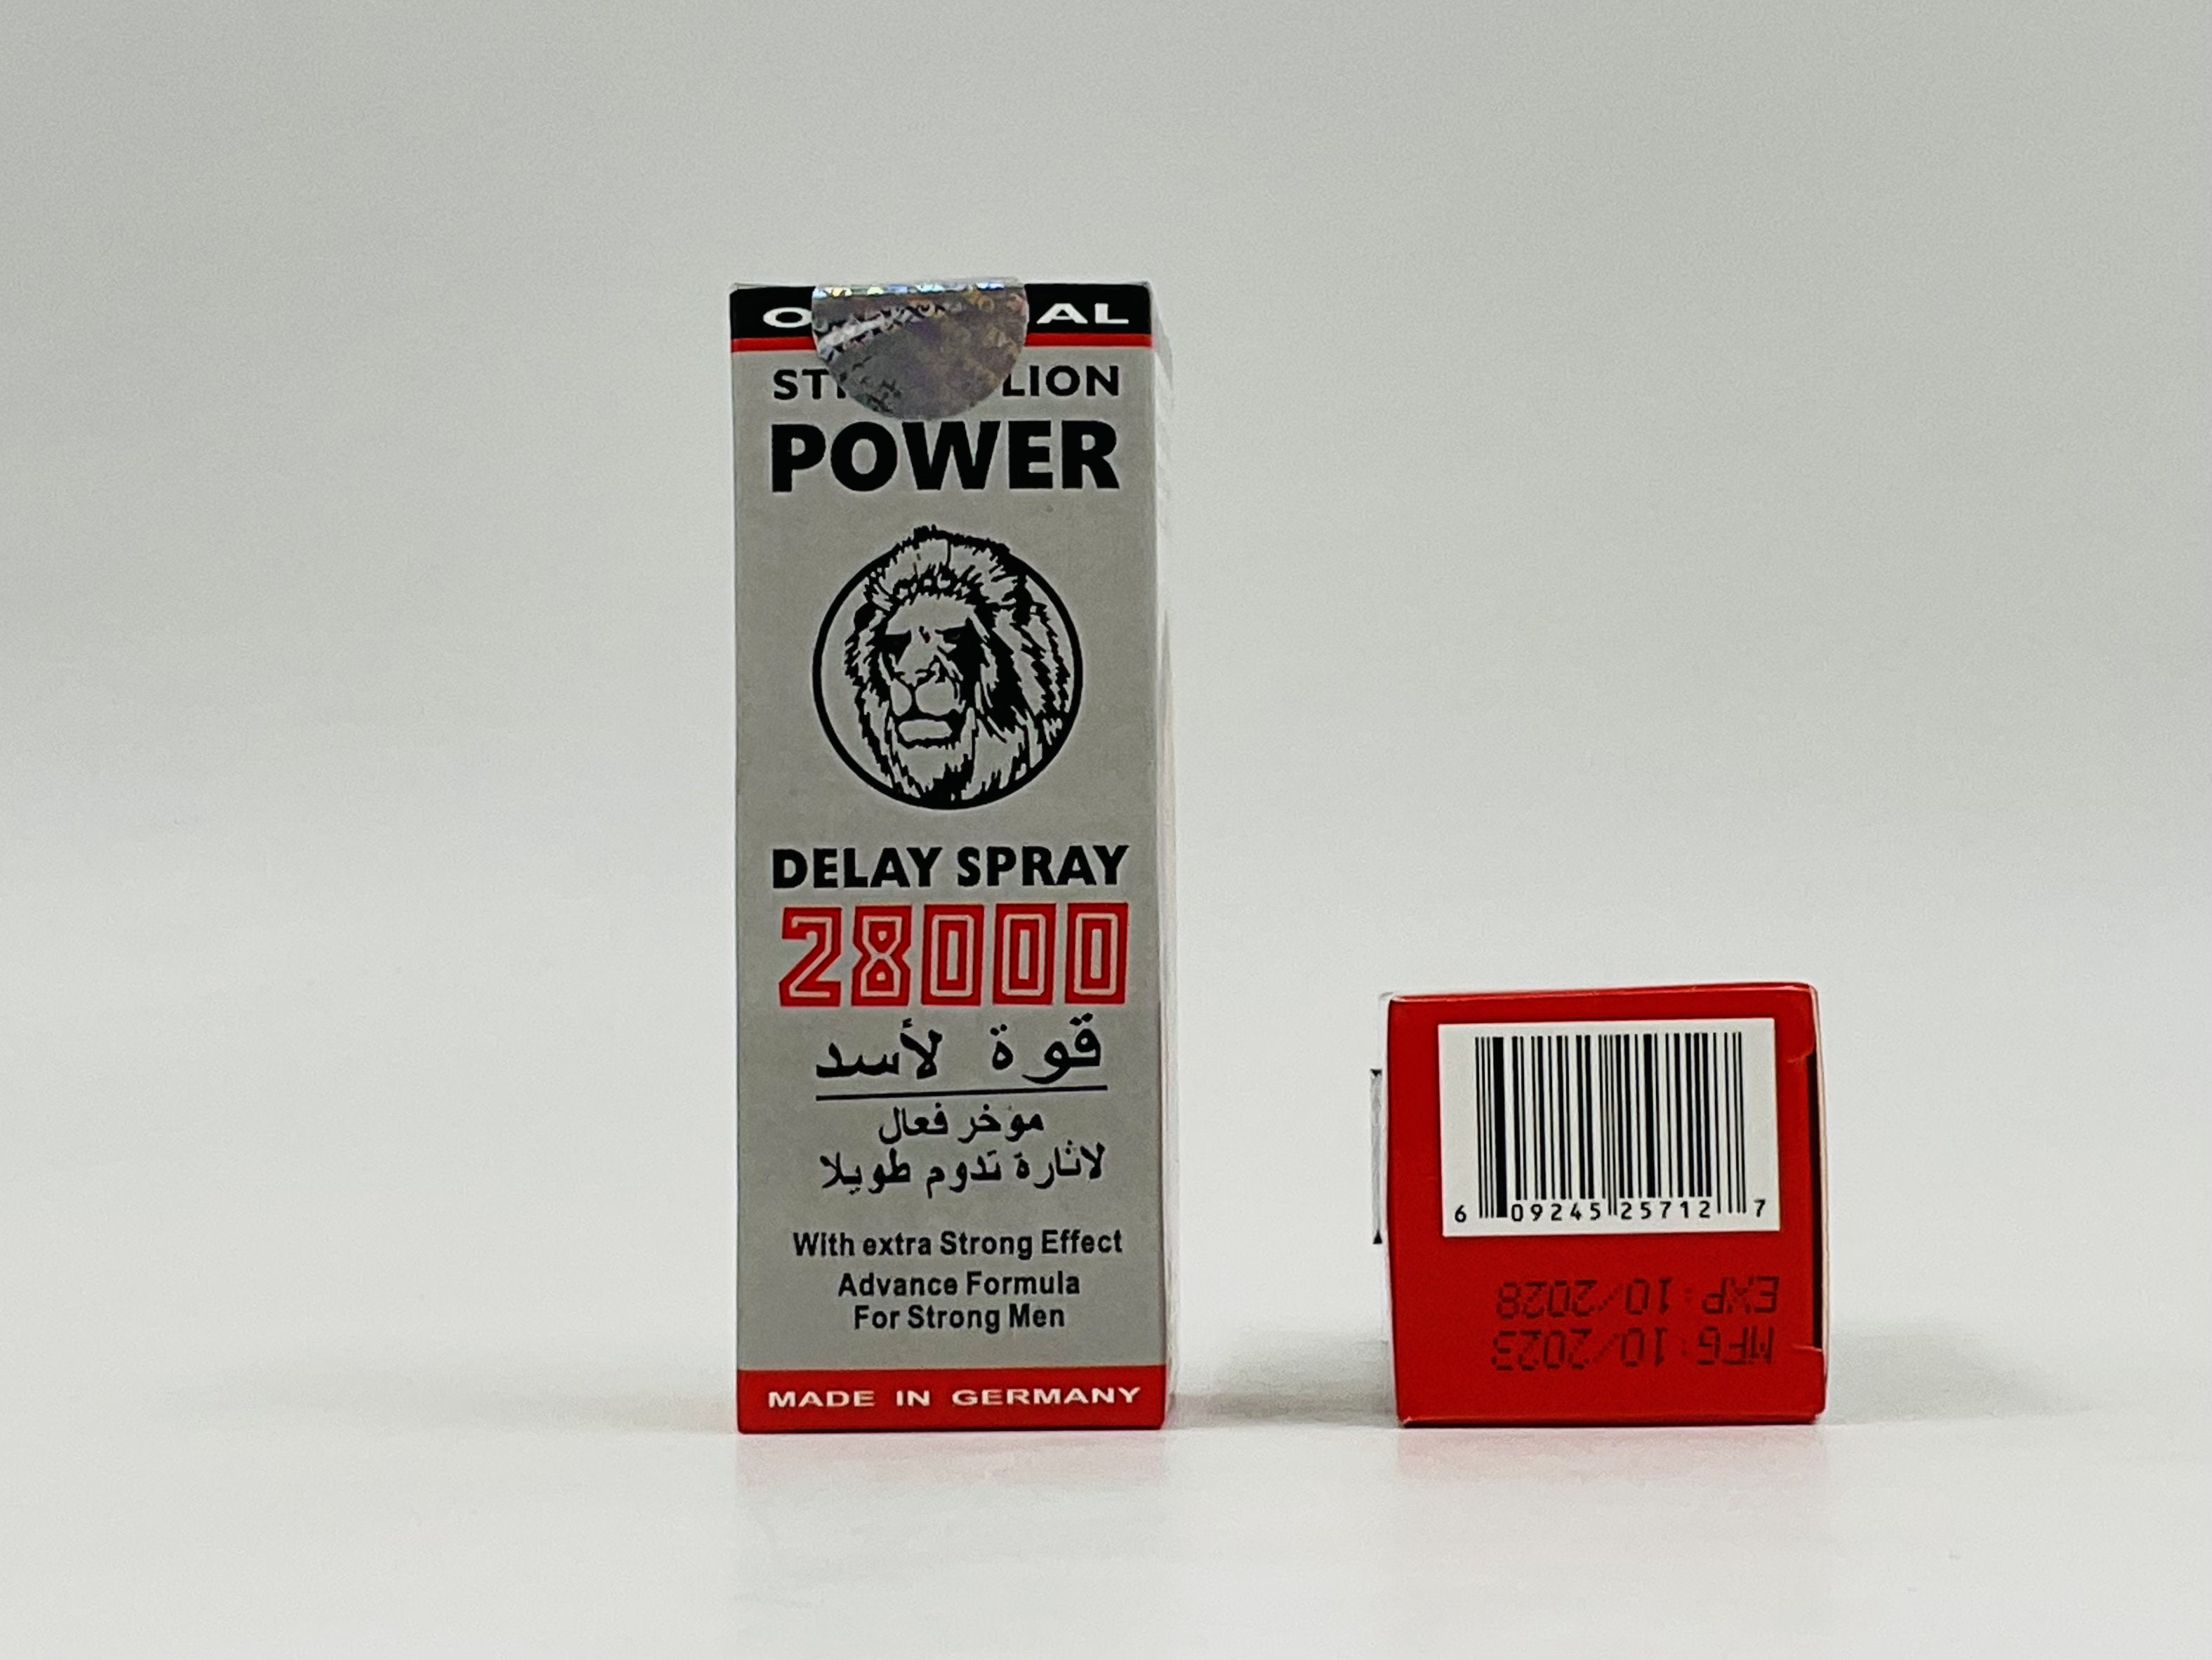 AL
LION
POWER
DELAY SPRAY
28000
قوة لأسد
مؤخر فعال
لاثارة تدوم طويلا
With extra Strong Effect
Advance Formula
For Strong Men
MADE IN GERMANY
6 09245 25712 7
MFG:10/2023
EXP:10/2028